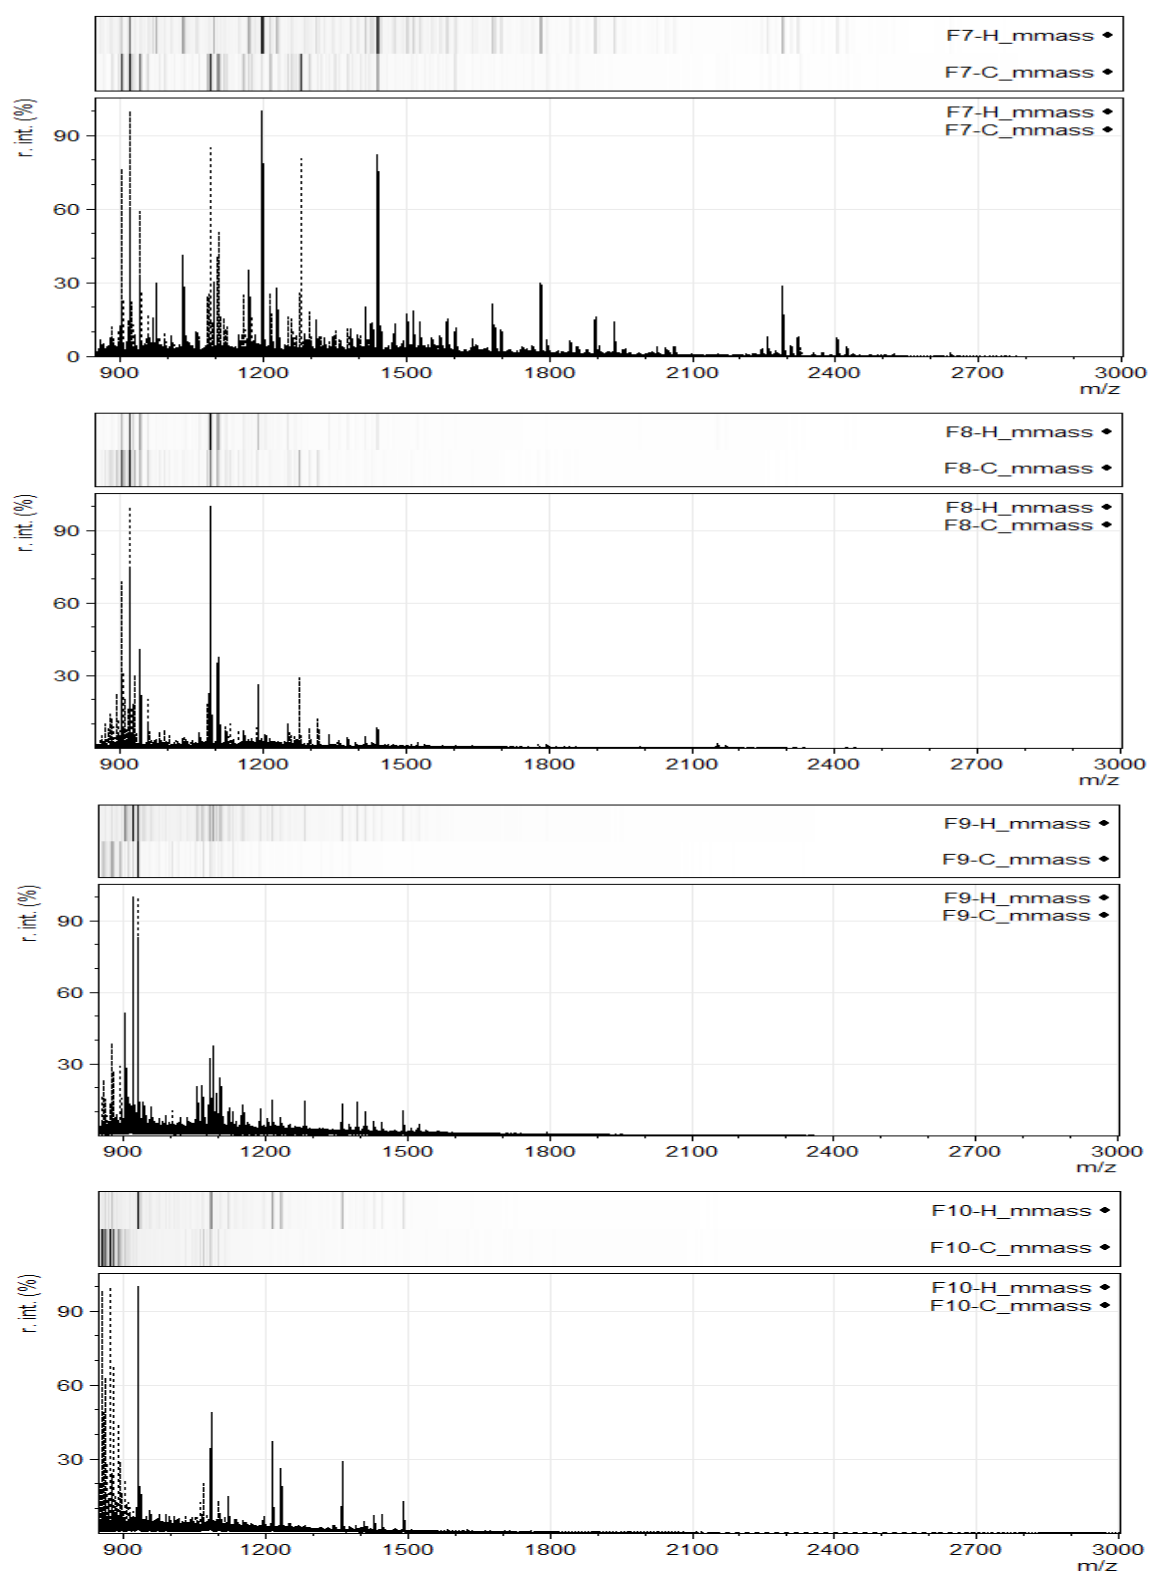 F7-H_mmass
F7-C_mmass
r. int. (%)
F7-H_mmass
F7-C_mmass
90
60
30
0
900 1200 1500 1800 2100 2400 2700 3000
m/z
F8-H_mmass
F8-C_mmass
r. int. (%)
F8-H_mmass
F8-C_mmass
90
60
30
900 1200 1500 1800 2100 2400 2700 3000
m/z
F9-H_mmass
F9-C_mmass
r. int. (%)
F9-H_mmass
F9-C_mmass
90
60
30
900 1200 1500 1800 2100 2400 2700 3000
m/z
F10-H_mmass
F10-C_mmass
r. int. (%)
F10-H_mmass
F10-C_mmass
90
60
30
900 1200 1500 1800 2100 2400 2700 3000
m/z